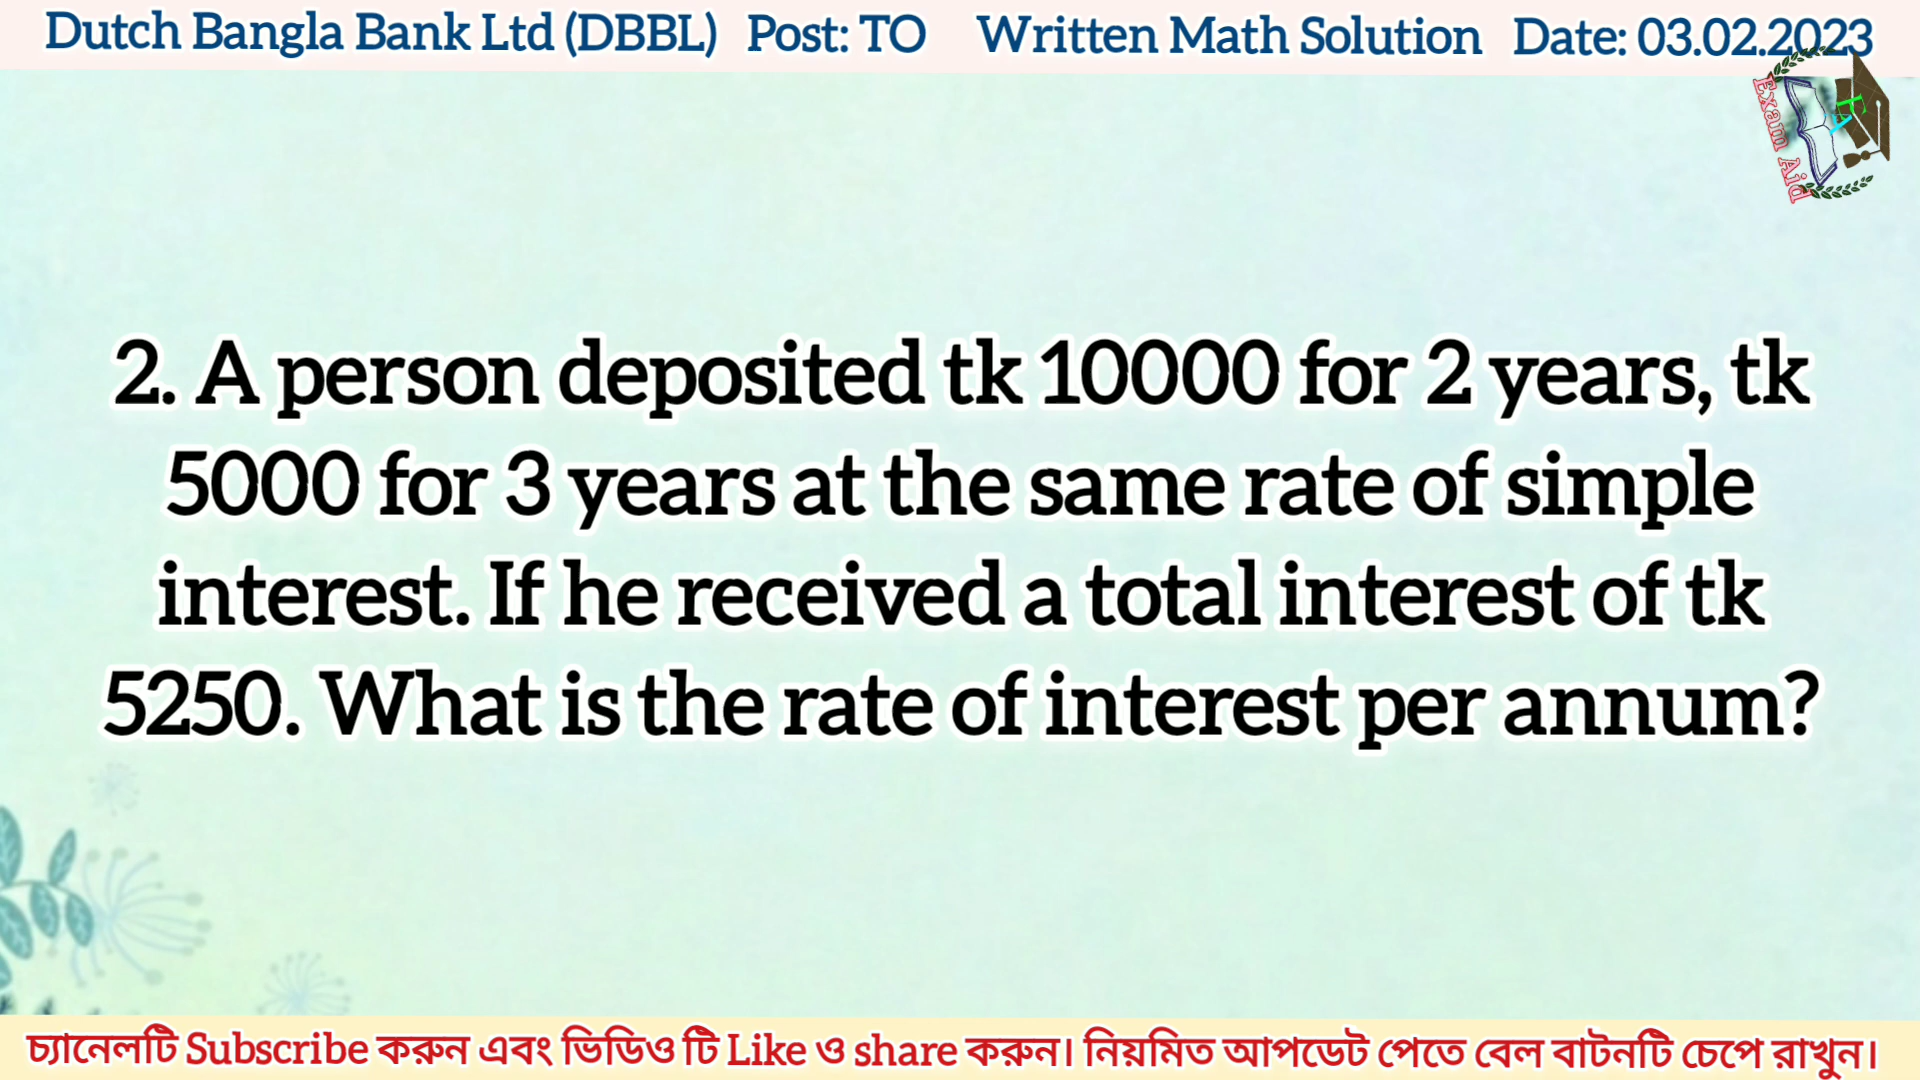 Dutch Bangla Bank Ltd (DBBL) Post: TO Written Math Solution Date: 03.02.2023
Exam Aid
EA
2. A person deposited tk 10000 for 2 years, tk
5000 for 3 years at the same rate of simple
interest. If he received a total interest of tk
5250. What is the rate of interest per annum?
চ্যানেলটি Subscribe করুন এবং ভিডিও টি Like ও share করুন। নিয়মিত আপডেট পেতে বেল বাটনটি চেপে রাখুন।